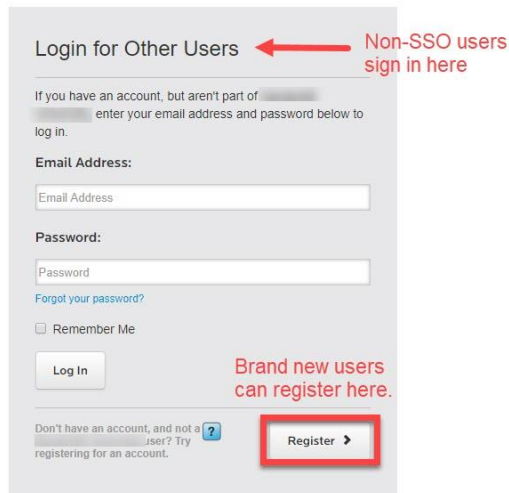 Login for Other Users
Non-SSO users
sign in here
If you have an account, but aren't part of
enter your email address and password below to
log in.
Email Address:
Email Address
Password:
Password
Forgot your password?
Remember Me
Log In
Brand new users
can register here.
Don't have an account, and not a ?
user? Try
registering for an account.
Register